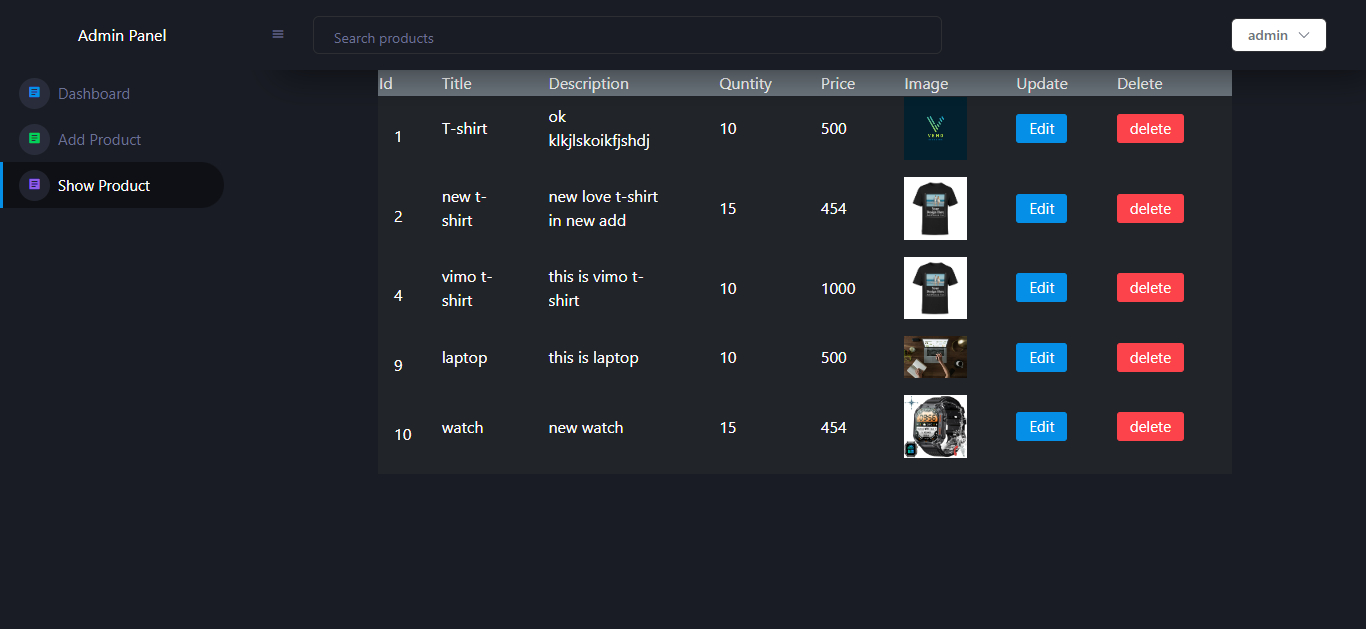 Admin Panel
Search products
admin
Dashboard
Add Product
Show Product
Id Title Description Quntity Price Image Update Delete
1 T-shirt ok 10 500 Edit delete
klkjlskoikfjshdj
2 new t- new love t-shirt 15 454 Edit delete
shirt in new add
4 vimo t- this is vimo t- 10 1000 Edit delete
shirt shirt
9 laptop this is laptop 10 500 Edit delete
10 watch new watch 15 454 Edit delete